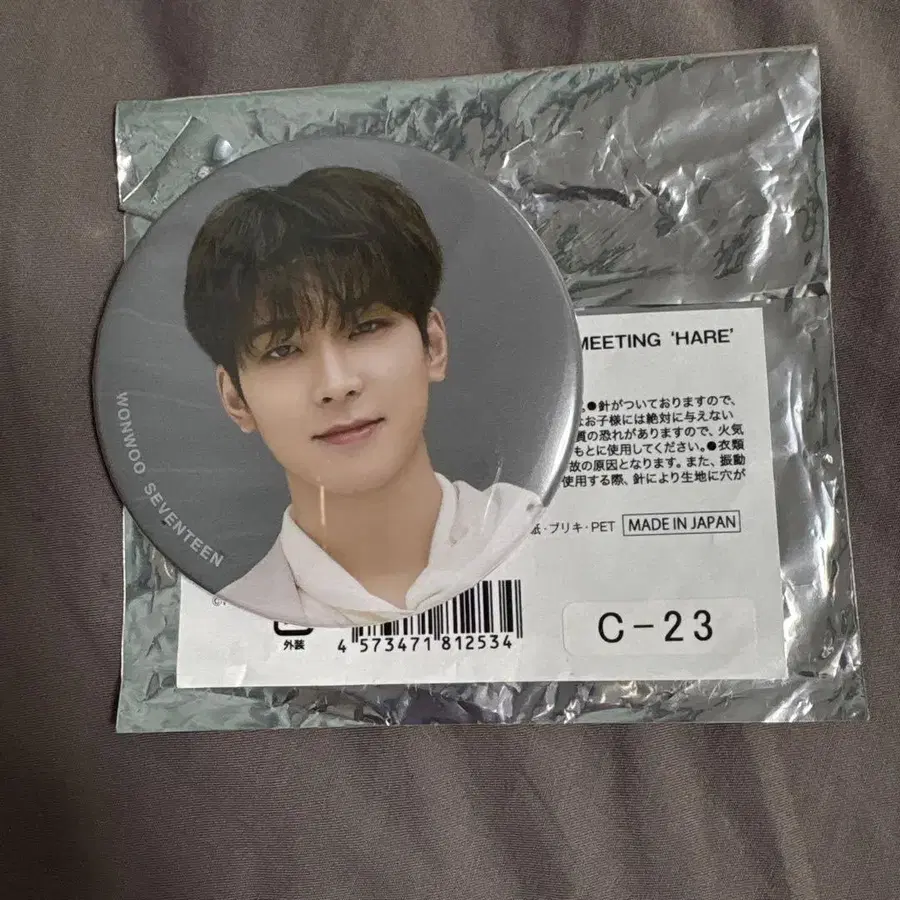 WONWOO SEVENTEEN
MEETING 'HARE'
●針がついておりますので、
なお子様には絶対に与えない
質の恐れがありますので、火気
もとに使用してください。●衣類
故の原因となります。また、振動
使用する際、針により生地に穴が
紙・ブリキ・PET MADE IN JAPAN
外装
4 573471 812534
C-23